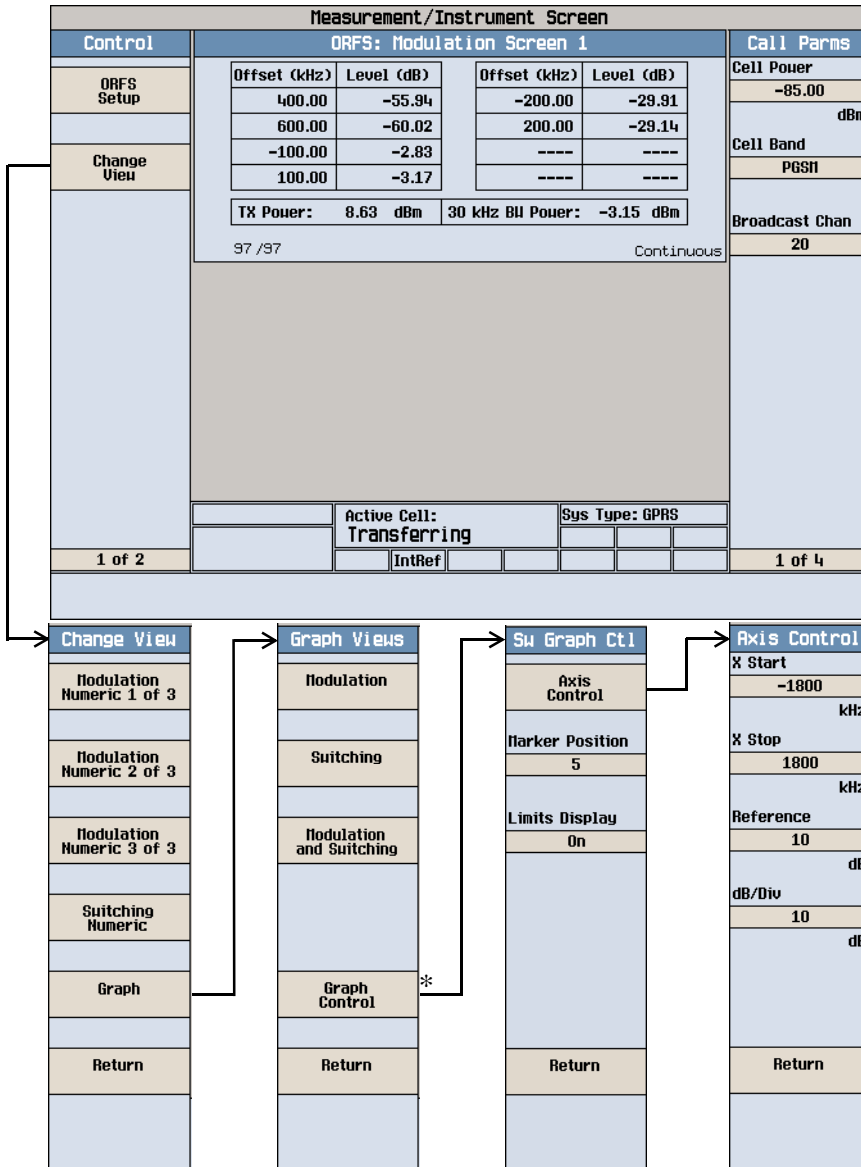 Measurement/Instrument Screen
Control
ORFS: Modulation Screen 1
Call Parms
ORFS
Setup
Change
View
Offset (kHz) Level (dB) Offset (kHz) Level (dB)
400.00 -55.94 -200.00 -29.91
600.00 -60.02 200.00 -29.14
-100.00 -2.83 ---- ----
100.00 -3.17 ---- ----
TX Power: 8.63 dBm 30 kHz BW Power: -3.15 dBm
97 /97 Continuous
Cell Power
-85.00
dBm
Cell Band
PGSM
Broadcast Chan
20
Active Cell:
Transferring
Sys Type: GPRS
IntRef
1 of 2
1 of 4
Change View
Modulation
Numeric 1 of 3
Modulation
Numeric 2 of 3
Modulation
Numeric 3 of 3
Switching
Numeric
Graph
Return
Graph Views
Modulation
Switching
Modulation
and Switching
Graph
Control
*
Return
Sw Graph Ctl
Axis
Control
Marker Position
5
Limits Display
On
Return
Axis Control
X Start
-1800
kHz
X Stop
1800
kHz
Reference
10
dB
dB/Div
10
dB
Return